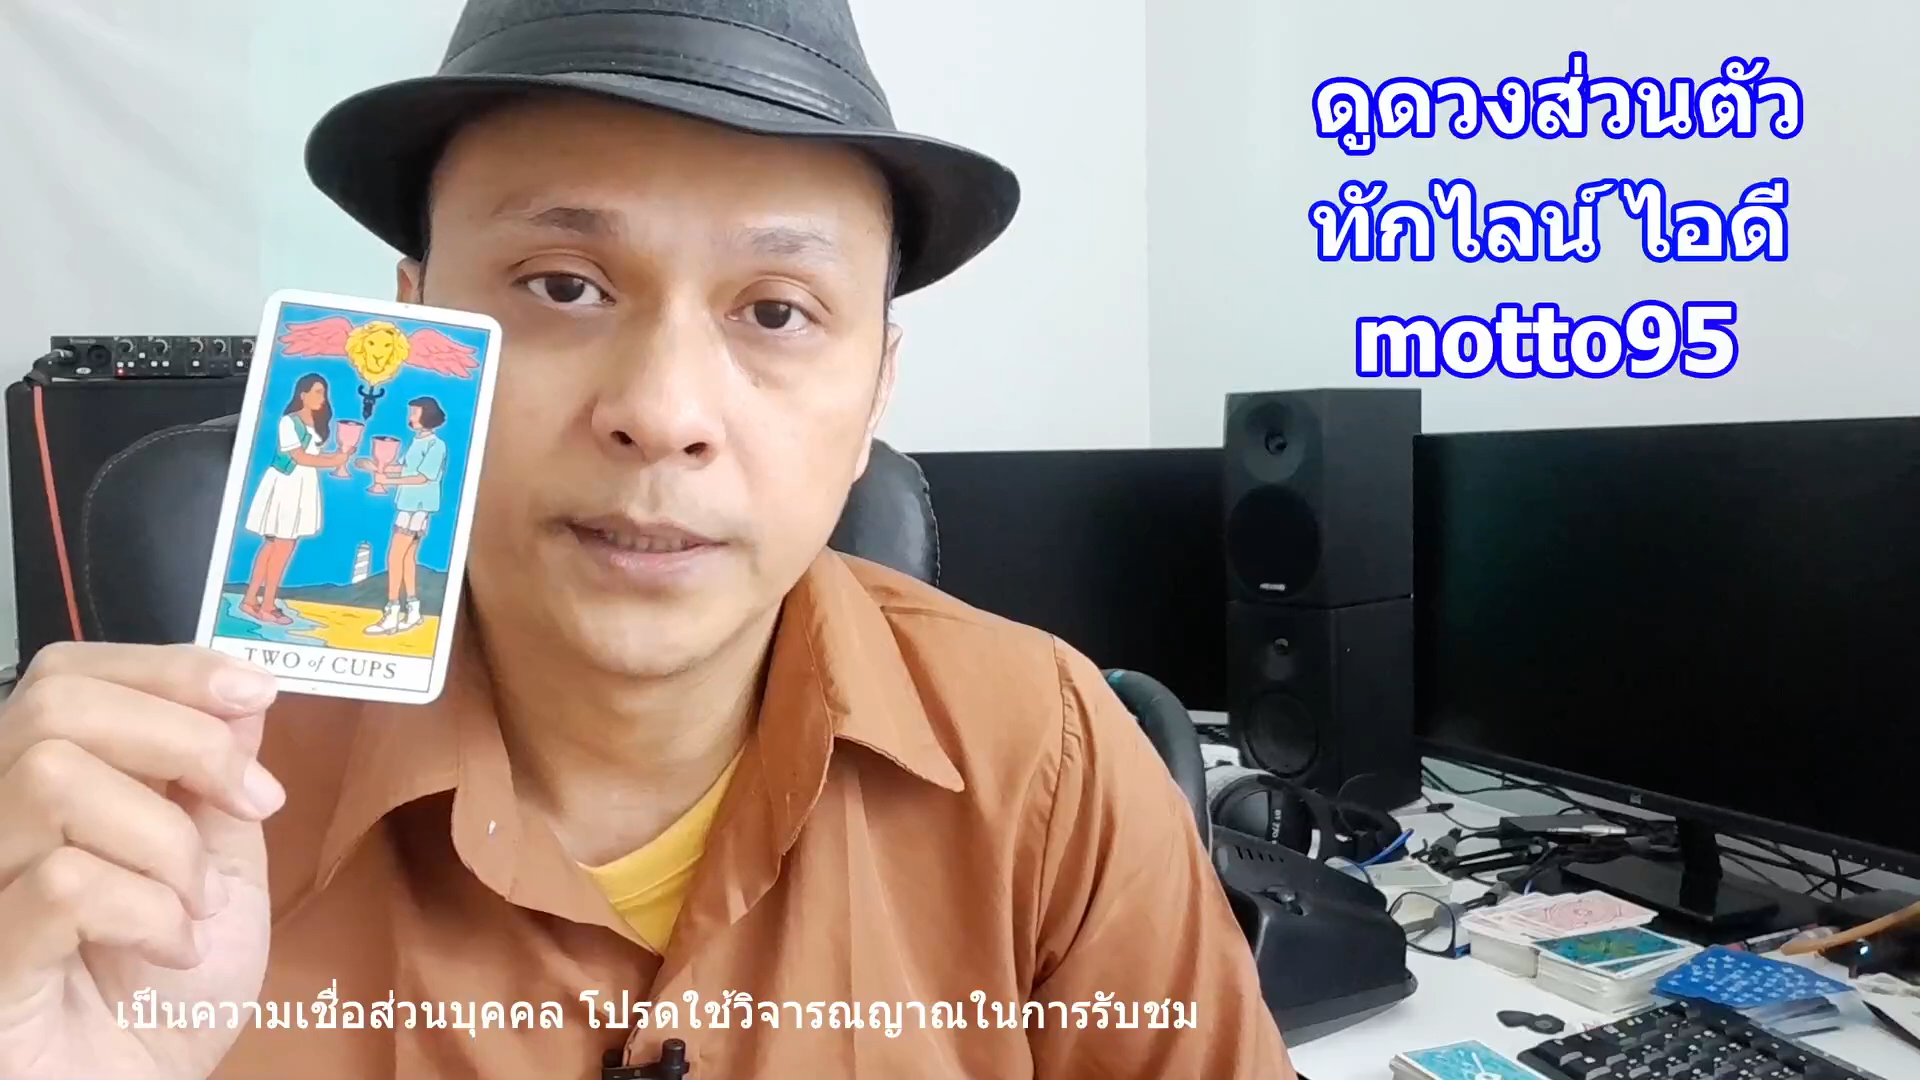 ดูดวงส่วนตัว
ทักไลน์ ไอดี
motto95
TWO of CUPS
เป็นความเชื่อส่วนบุคคล โปรดใช้วิจารณญาณในการรับชม